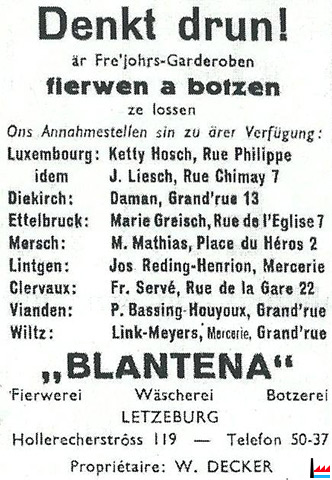 Denkt drun!
är Fre'johrs-Garderoben
fierwen a botzen
ze lossen
Ons Annahmestellen sin zu ärer Verfügung:
Luxembourg: Ketty Hosch, Rue Philippe
idem J. Liesch, Rue Chimay 7
Diekirch: Daman, Grand'rue 13
Ettelbruck: Marie Greisch, Rue de l'Eglise 7
Mersch: M. Mathias, Place du Héros 2
Lintgen: Jos Reding-Henrion, Mercerie
Clervaux: Fr. Servé, Rue de la Gare 22
Vianden: P. Bassing-Houyoux, Grand'rue
Wiltz: Link-Meyers, Mercerie, Grand'rue
„BLANTENA“
Fierwerei Wäscherei Botzerei
LETZEBURG
Hollerecherströss 119 — Telefon 50-37
Propriétaire: W. DECKER